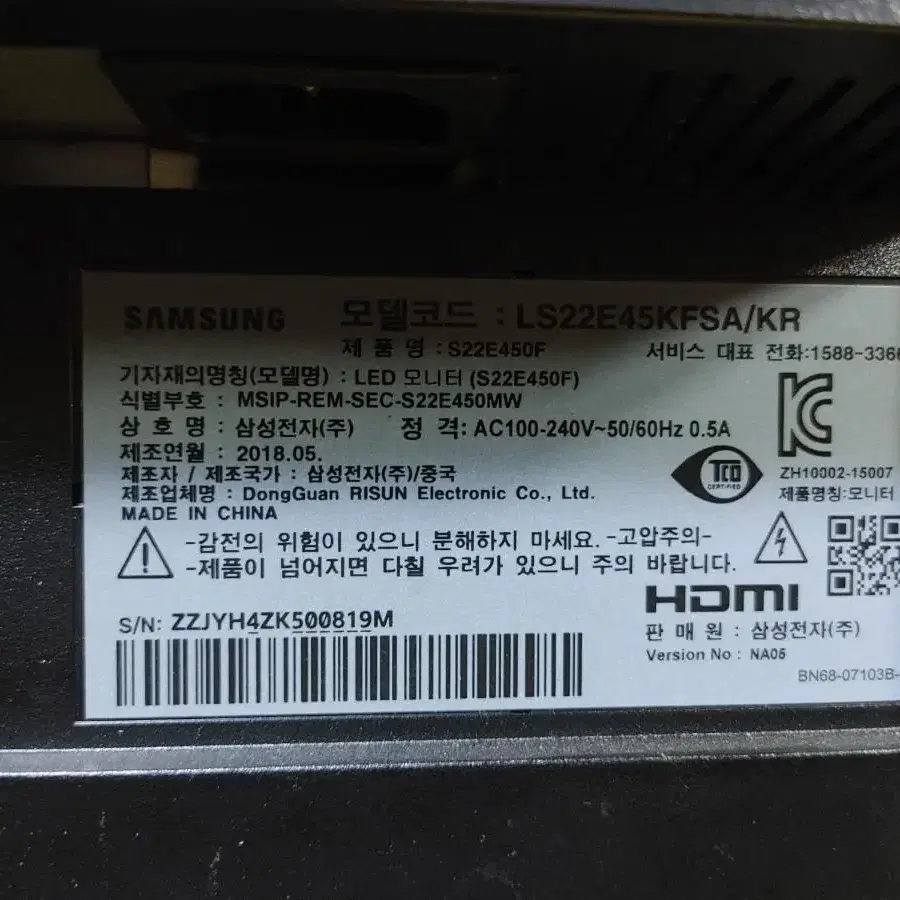 SAMSUNG 모델코드 : LS22E45KFSA/KR
제 품 명 : S22E450F 서비스 대표 전화:1588-336
기자재의명칭(모델명) : LED 모니터 (S22E450F)
식별부호 : MSIP-REM-SEC-S22E450MW
상 호 명 : 삼성전자(주) 정 격: AC100-240V~50/60Hz 0.5A
제조연월 : 2018.05.
제조자 / 제조국가 : 삼성전자(주)/중국
제조업체명 : DongGuan RISUN Electronic Co., Ltd.
MADE IN CHINA
TCO
CERTIFIED
ZH10002-15007
제품명칭:모니터
-감전의 위험이 있으니 분해하지 마세요. -고압주의-
-제품이 넘어지면 다칠 우려가 있으니 주의 바랍니다.
HDMI
S/N: ZZJYH4ZK500819M
판 매 원 : 삼성전자(주)
Version No : NA05
BN68-07103B-